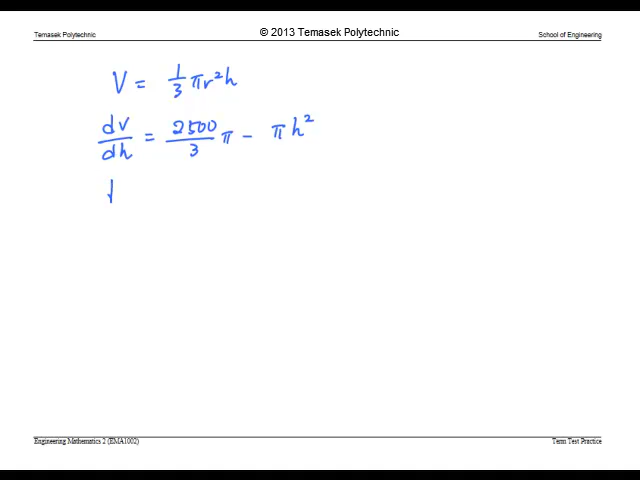 Temasek Polytechnic © 2013 Temasek Polytechnic School of Engineering
V = 1/3 πr²h
dv/dh = 2500/3 π − πh²
Engineering Mathematics 2 (EMA1002) Term Test Practice